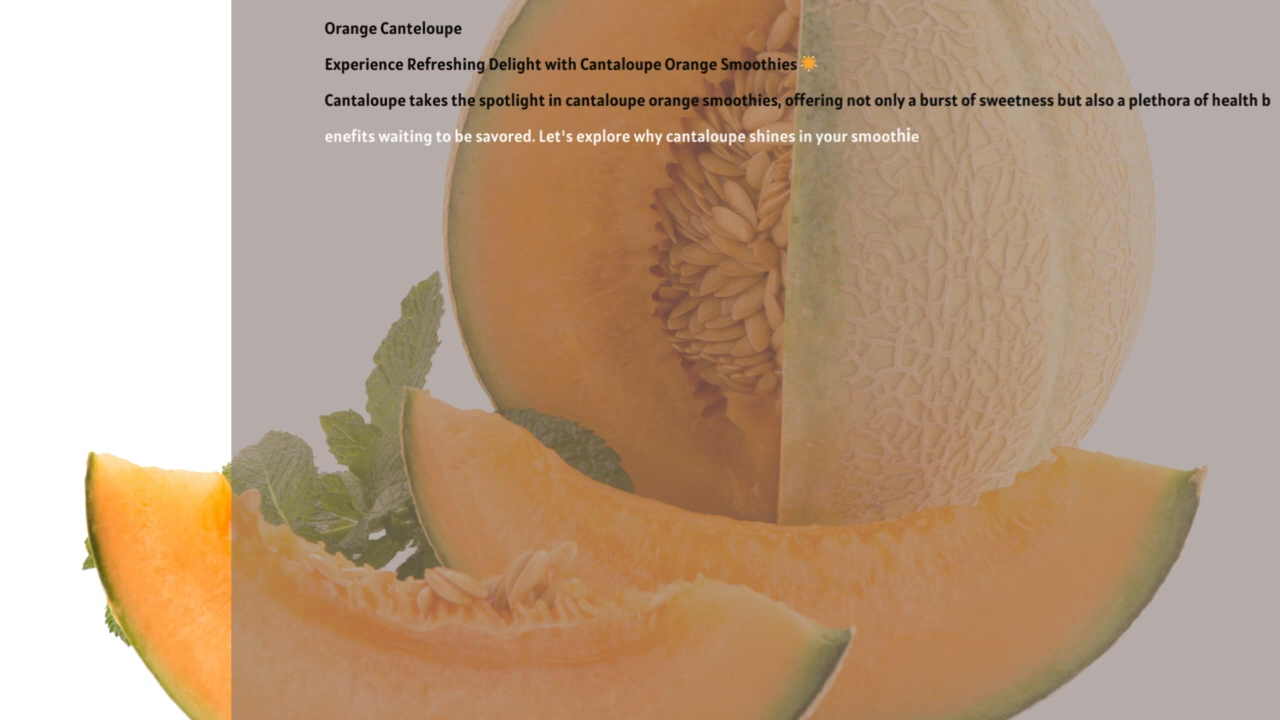 Orange Canteloupe
Experience Refreshing Delight with Cantaloupe Orange Smoothies☀️
Cantaloupe takes the spotlight in cantaloupe orange smoothies, offering not only a burst of sweetness but also a plethora of health b
enefits waiting to be savored. Let's explore why cantaloupe shines in your smoothie